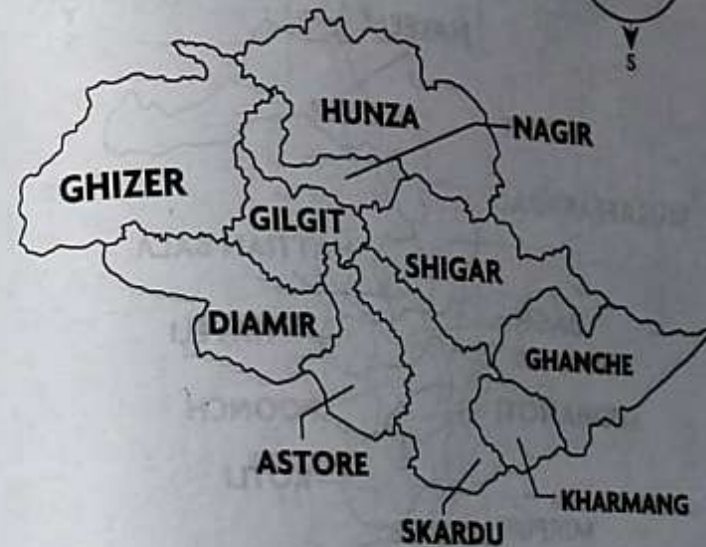 S
HUNZA
NAGIR
GHIZER
GILGIT
SHIGAR
DIAMIR
GHANCHE
ASTORE
KHARMANG
SKARDU